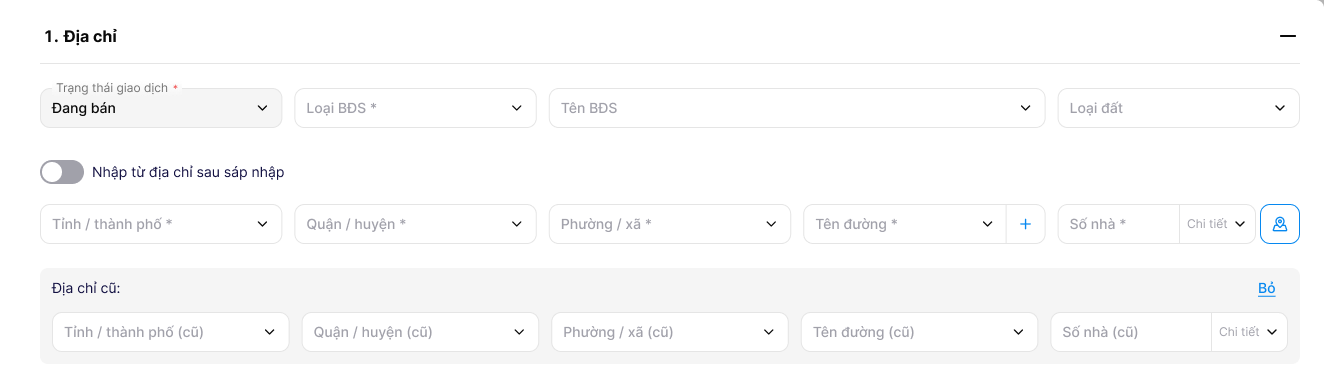 1. Địa chỉ
Trạng thái giao dịch *
Đang bán Loại BĐS * Tên BĐS Loại đất
Nhập từ địa chỉ sau sáp nhập
Tỉnh / thành phố * Quận / huyện * Phường / xã * Tên đường * + Số nhà * Chi tiết
Địa chỉ cũ: Bỏ
Tỉnh / thành phố (cũ) Quận / huyện (cũ) Phường / xã (cũ) Tên đường (cũ) Số nhà (cũ) Chi tiết